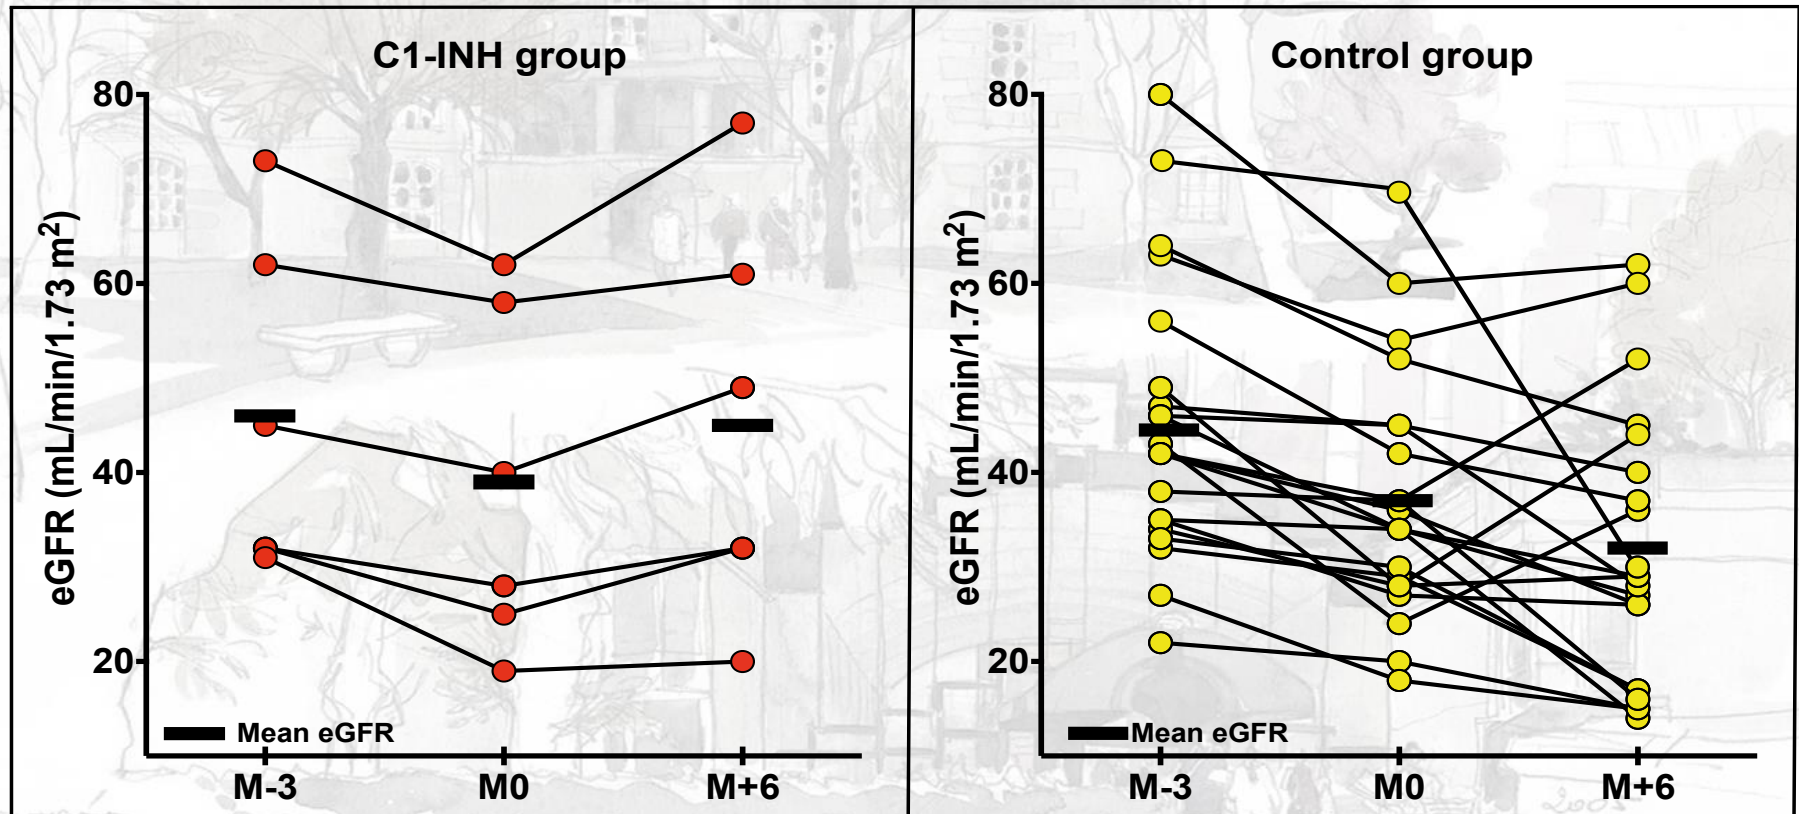 C1-INH group
80
60
40
20
eGFR (mL/min/1.73 m²)
Mean eGFR
M-3
M0
M+6
Control group
80
60
40
20
eGFR (mL/min/1.73 m²)
Mean eGFR
M-3
M0
M+6